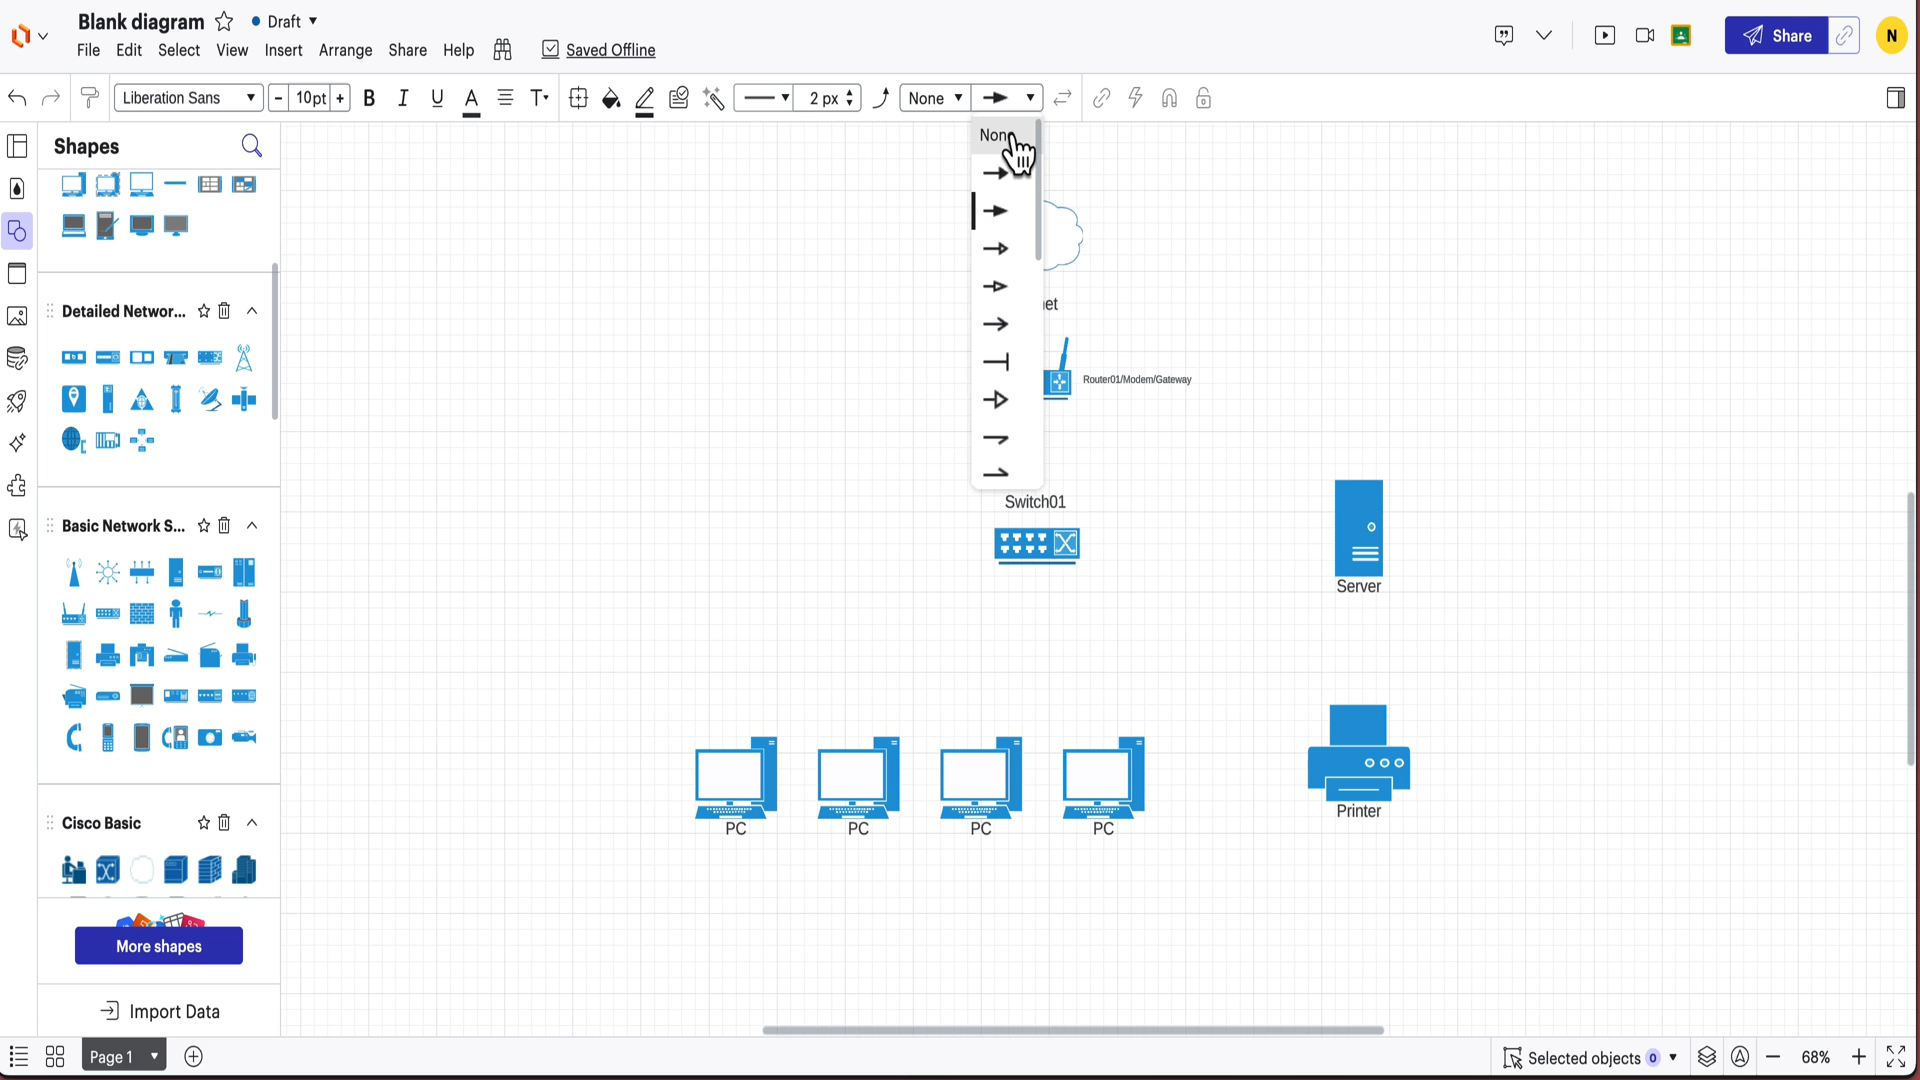 Blank diagram
Draft
File Edit Select View Insert Arrange Share Help
Saved Offline
Share
N
Liberation Sans
- 10pt +
B I U A
2 px
None
Shapes
None
Detailed Networ...
Basic Network S...
Cisco Basic
More shapes
Import Data
et
Router01/Modem/Gateway
Switch01
Server
PC PC PC PC
Printer
Page 1
Selected objects 0
68%